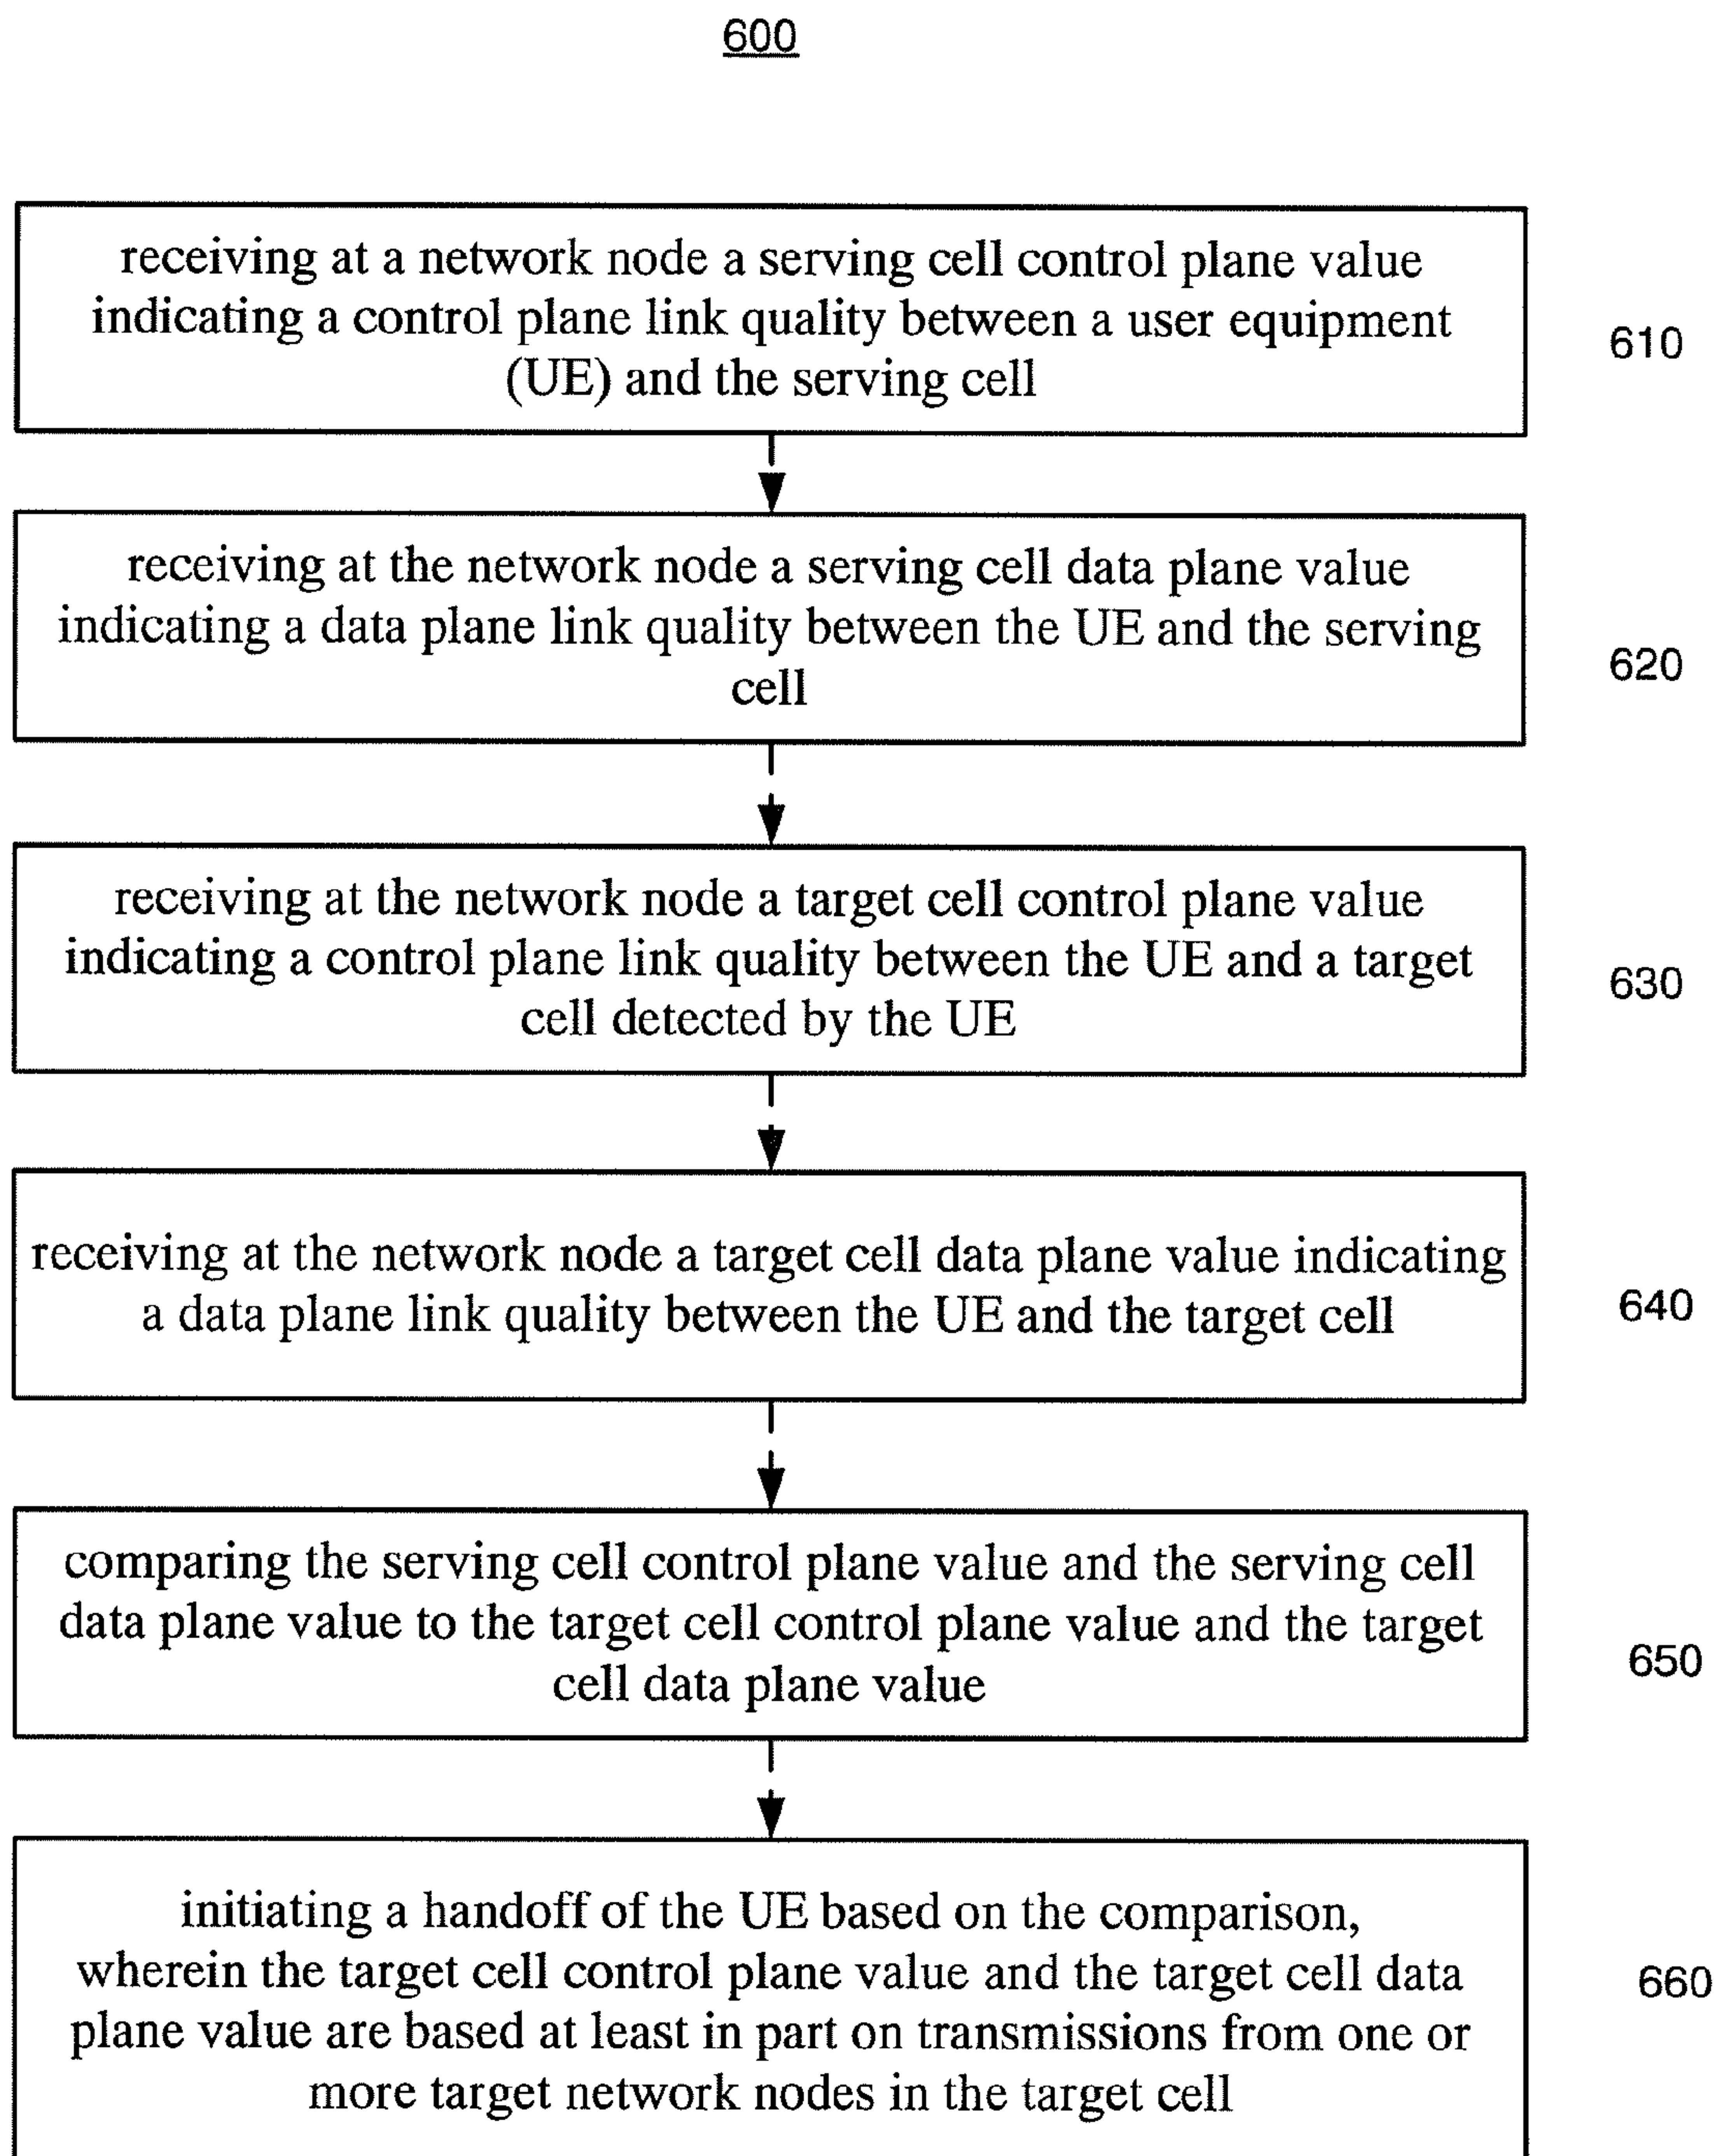 600
receiving at a network node a serving cell control plane value
indicating a control plane link quality between a user equipment
(UE) and the serving cell
610
receiving at the network node a serving cell data plane value
indicating a data plane link quality between the UE and the serving
cell
620
receiving at the network node a target cell control plane value
indicating a control plane link quality between the UE and a target
cell detected by the UE
630
receiving at the network node a target cell data plane value indicating
a data plane link quality between the UE and the target cell
640
comparing the serving cell control plane value and the serving cell
data plane value to the target cell control plane value and the target
cell data plane value
650
initiating a handoff of the UE based on the comparison,
wherein the target cell control plane value and the target cell data
plane value are based at least in part on transmissions from one or
more target network nodes in the target cell
660